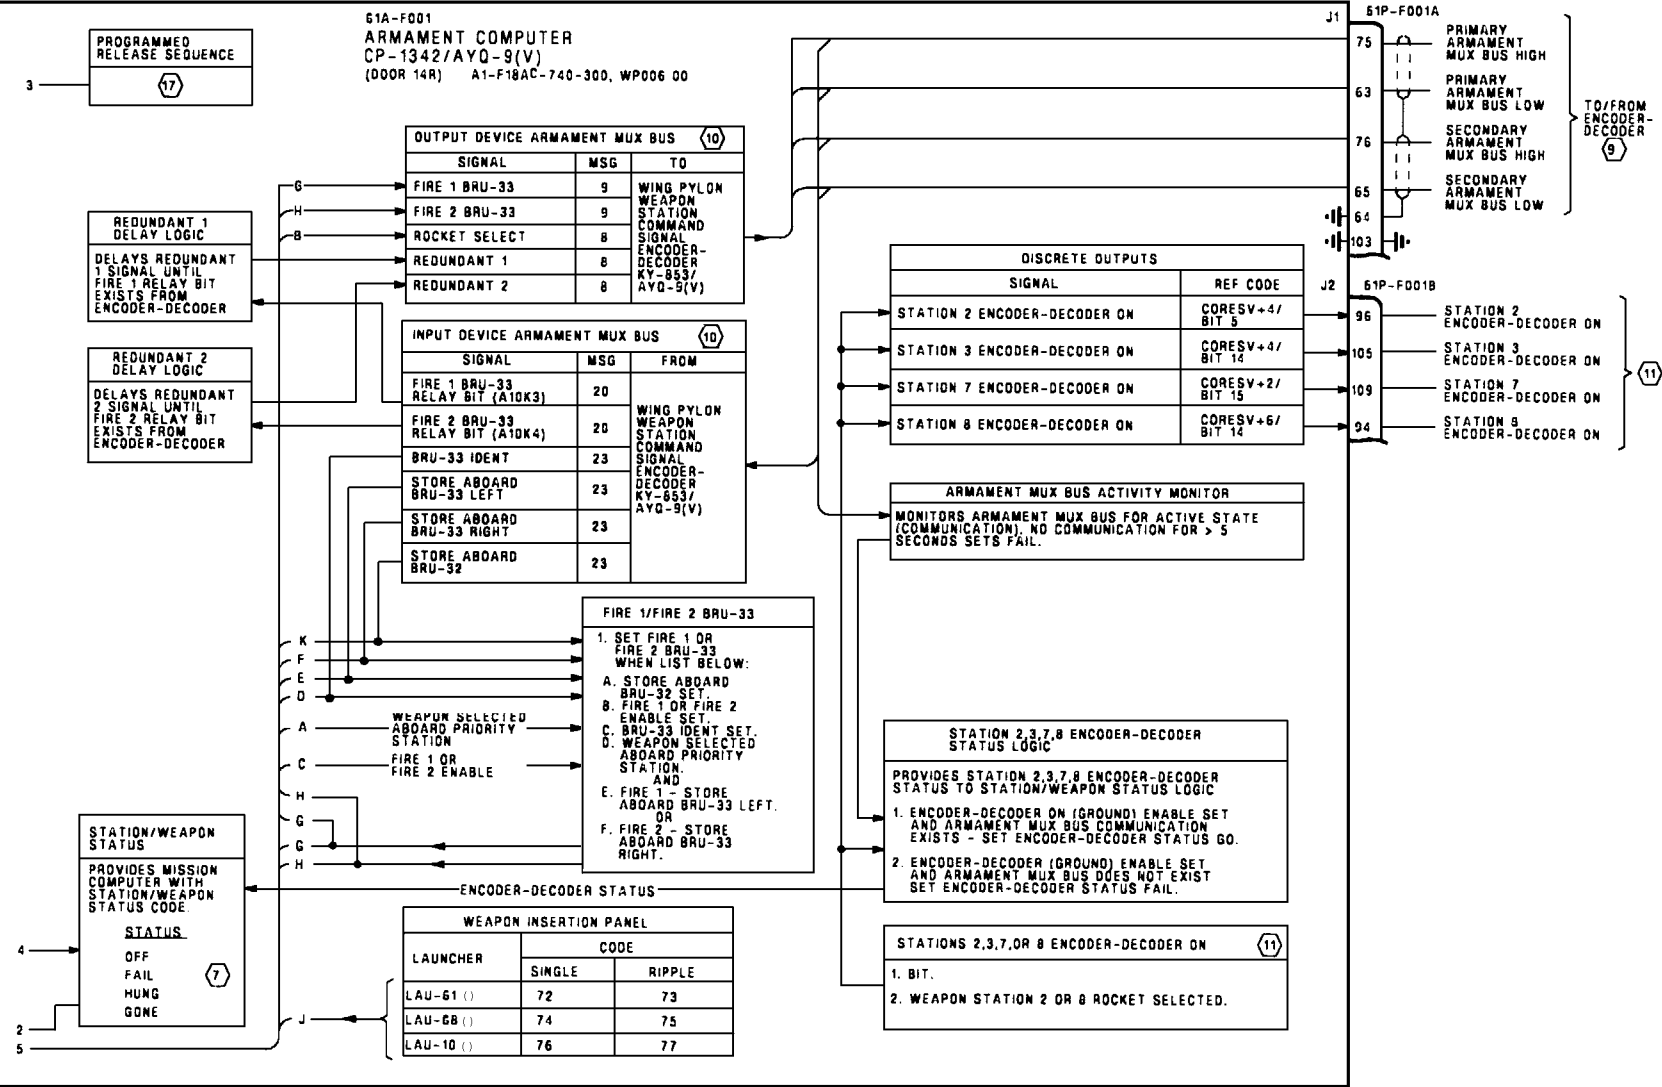 61A-F001
ARMAMENT COMPUTER
CP-1342/AYQ-9(V)
(DOOR 14R) A1-F18AC-740-300, WP006 00
PROGRAMMED
RELEASE SEQUENCE
17
3
OUTPUT DEVICE ARMAMENT MUX BUS 10
SIGNAL MSG TO
G FIRE 1 BRU-33 9
H FIRE 2 BRU-33 9
B ROCKET SELECT 8
REDUNDANT 1 8
REDUNDANT 2 8
WING PYLON
WEAPON
STATION
COMMAND
SIGNAL
ENCODER-
DECODER
KY-853/
AYQ-9(V)
REDUNDANT 1
DELAY LOGIC
DELAYS REDUNDANT
1 SIGNAL UNTIL
FIRE 1 RELAY BIT
EXISTS FROM
ENCODER-DECODER
REDUNDANT 2
DELAY LOGIC
DELAYS REDUNDANT
2 SIGNAL UNTIL
FIRE 2 RELAY BIT
EXISTS FROM
ENCODER-DECODER
INPUT DEVICE ARMAMENT MUX BUS 10
SIGNAL MSG FROM
FIRE 1 BRU-33
RELAY BIT (A10K3) 20
FIRE 2 BRU-33
RELAY BIT (A10K4) 20
BRU-33 IDENT 23
STORE ABOARD
BRU-33 LEFT 23
STORE ABOARD
BRU-33 RIGHT 23
STORE ABOARD
BRU-32 23
WING PYLON
WEAPON
STATION
COMMAND
SIGNAL
ENCODER-
DECODER
KY-853/
AYQ-9(V)
J1 61P-F001A
75 PRIMARY
ARMAMENT
MUX BUS HIGH
63 PRIMARY
ARMAMENT
MUX BUS LOW
76 SECONDARY
ARMAMENT
MUX BUS HIGH
65 SECONDARY
ARMAMENT
MUX BUS LOW
64
103
TO/FROM
ENCODER-
DECODER
9
DISCRETE OUTPUTS
SIGNAL REF CODE
STATION 2 ENCODER-DECODER ON CORESV+4/
BIT 5
STATION 3 ENCODER-DECODER ON CORESV+4/
BIT 14
STATION 7 ENCODER-DECODER ON CORESV+2/
BIT 15
STATION 8 ENCODER-DECODER ON CORESV+6/
BIT 14
J2 61P-F001B
96 STATION 2
ENCODER-DECODER ON
105 STATION 3
ENCODER-DECODER ON
109 STATION 7
ENCODER-DECODER ON
94 STATION 8
ENCODER-DECODER ON
11
ARMAMENT MUX BUS ACTIVITY MONITOR
MONITORS ARMAMENT MUX BUS FOR ACTIVE STATE
(COMMUNICATION), NO COMMUNICATION FOR > 5
SECONDS SETS FAIL.
K
F
E
D
A WEAPON SELECTED
ABOARD PRIORITY
STATION
C FIRE 1 OR
FIRE 2 ENABLE
H
G
G
H
FIRE 1/FIRE 2 BRU-33
1. SET FIRE 1 OR
FIRE 2 BRU-33
WHEN LIST BELOW:
A. STORE ABOARD
BRU-32 SET.
B. FIRE 1 OR FIRE 2
ENABLE SET.
C. BRU-33 IDENT SET.
D. WEAPON SELECTED
ABOARD PRIORITY
STATION.
AND
E. FIRE 1 - STORE
ABOARD BRU-33 LEFT.
OR
F. FIRE 2 - STORE
ABOARD BRU-33
RIGHT.
STATION 2,3,7,8 ENCODER-DECODER
STATUS LOGIC
PROVIDES STATION 2,3,7,8 ENCODER-DECODER
STATUS TO STATION/WEAPON STATUS LOGIC
1. ENCODER-DECODER ON (GROUND) ENABLE SET
AND ARMAMENT MUX BUS COMMUNICATION
EXISTS - SET ENCODER-DECODER STATUS GO.
2. ENCODER-DECODER (GROUND) ENABLE SET
AND ARMAMENT MUX BUS DOES NOT EXIST
SET ENCODER-DECODER STATUS FAIL.
STATION/WEAPON
STATUS
PROVIDES MISSION
COMPUTER WITH
STATION/WEAPON
STATUS CODE.
STATUS
OFF
FAIL
HUNG
GONE
7
4
2
5
ENCODER-DECODER STATUS
WEAPON INSERTION PANEL
LAUNCHER CODE
SINGLE RIPPLE
LAU-61 () 72 73
LAU-68 () 74 75
LAU-10 () 76 77
J
STATIONS 2,3,7,OR 8 ENCODER-DECODER ON 11
1. BIT.
2. WEAPON STATION 2 OR 8 ROCKET SELECTED.